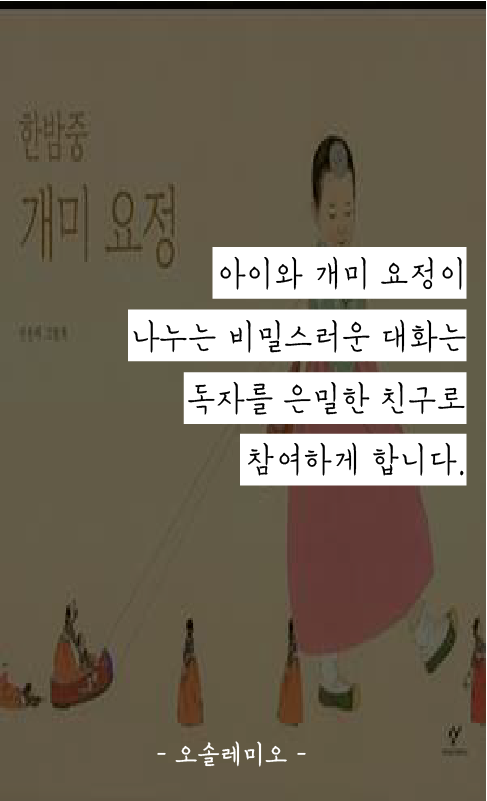 한밤중
개미 요정
아이와 개미 요정이
나누는 비밀스러운 대화는
독자를 은밀한 친구로
참여하게 합니다.
- 오솔레미오 -